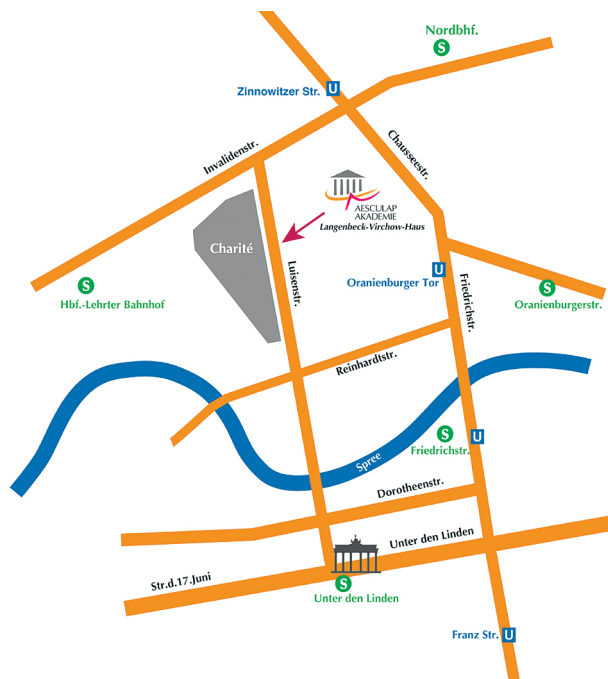 Nordbhf.
S
Zinnowitzer Str. U
Invalidenstr.
Chausseestr.
AESCULAP
AKADEMIE
Langenbeck-Virchow-Haus
Charité
Luisenstr.
S
Hbf.-Lehrter Bahnhof
Oranienburger Tor
U
Friedrichstr.
S
Oranienburgerstr.
Reinhardtstr.
S
Friedrichstr.
U
Spree
Dorotheenstr.
Unter den Linden
Str.d.17.Juni
S
Unter den Linden
Franz Str. U